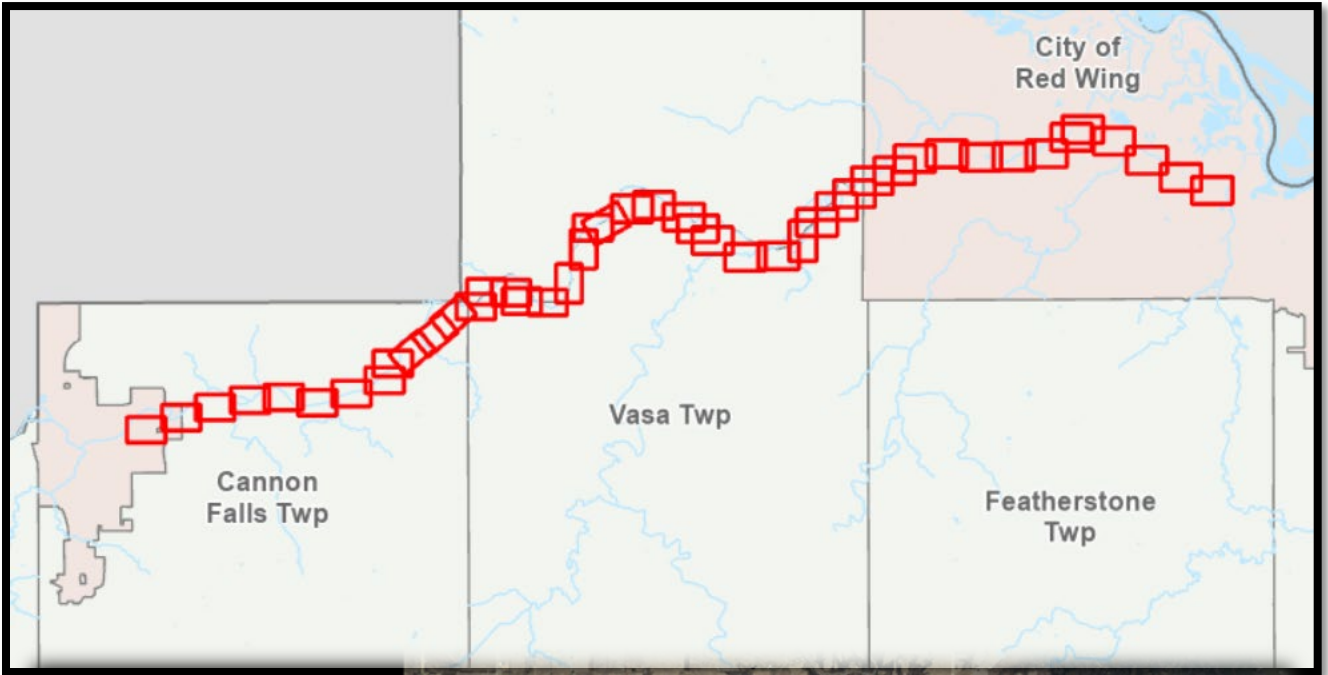 City of
Red Wing
Vasa Twp
Cannon
Falls Twp
Featherstone
Twp